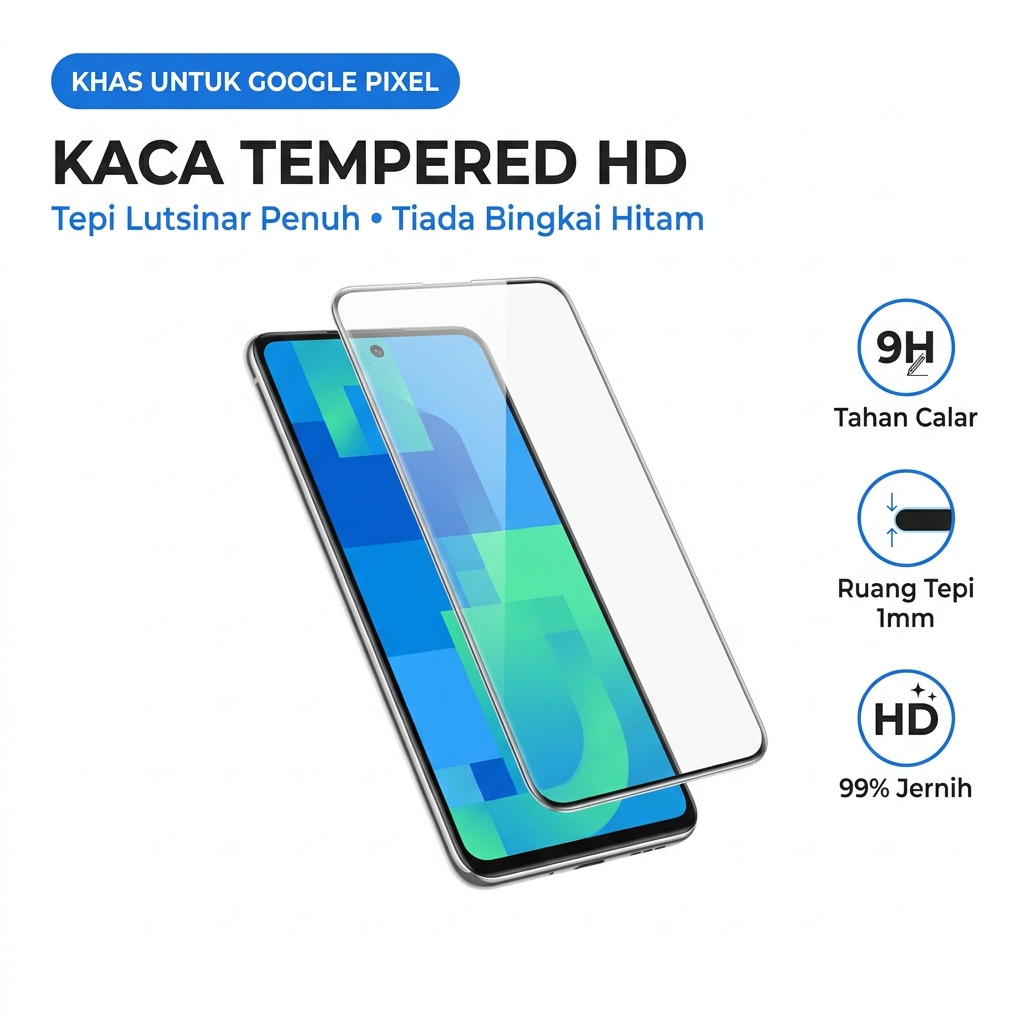 KHAS UNTUK GOOGLE PIXEL
KACA TEMPERED HD
Tepi Lutsinar Penuh • Tiada Bingkai Hitam
9H
Tahan Calar
Ruang Tepi
1mm
HD
99% Jernih